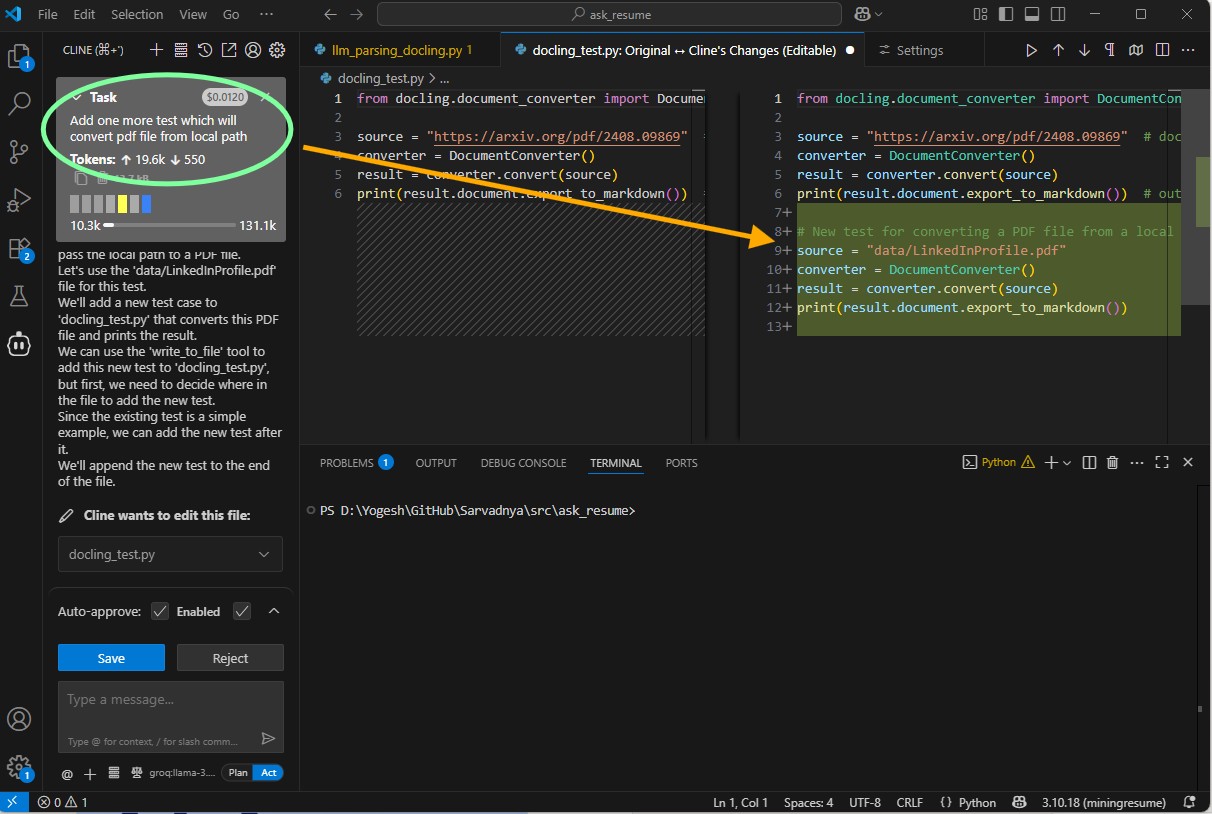 File Edit Selection View Go ··· ask_resume
CLINE (⌘+')
Task $0.0120
Add one more test which will
convert pdf file from local path
Tokens: ↑ 19.6k ↓ 550
10.3k 131.1k
pass the local path to a PDF file.
Let's use the 'data/LinkedInProfile.pdf'
file for this test.
We'll add a new test case to
'docling_test.py' that converts this PDF
file and prints the result.
We can use the 'write_to_file' tool to
add this new test to 'docling_test.py',
but first, we need to decide where in
the file to add the new test.
Since the existing test is a simple
example, we can add the new test after
it.
We'll append the new test to the end
of the file.
Cline wants to edit this file:
docling_test.py
Auto-approve: Enabled
Save Reject
Type a message...
Type @ for context, / for slash comm...
@ groq:llama-3.... Plan Act
1
2
1
llm_parsing_docling.py 1 docling_test.py: Original ↔ Cline's Changes (Editable) Settings
docling_test.py > ...
1 from docling.document_converter import Docume
2
3 source = "https://arxiv.org/pdf/2408.09869"
4 converter = DocumentConverter()
5 result = converter.convert(source)
6 print(result.document.export_to_markdown())
1 from docling.document_converter import DocumentCon
2
3 source = "https://arxiv.org/pdf/2408.09869" # doc
4 converter = DocumentConverter()
5 result = converter.convert(source)
6 print(result.document.export_to_markdown()) # out
7+
8+ # New test for converting a PDF file from a local
9+ source = "data/LinkedInProfile.pdf"
10+ converter = DocumentConverter()
11+ result = converter.convert(source)
12+ print(result.document.export_to_markdown())
13+
PROBLEMS 1 OUTPUT DEBUG CONSOLE TERMINAL PORTS Python
PS D:\Yogesh\GitHub\Sarvadnya\src\ask_resume>
0 1 Ln 1, Col 1 Spaces: 4 UTF-8 CRLF {} Python 3.10.18 (miningresume)